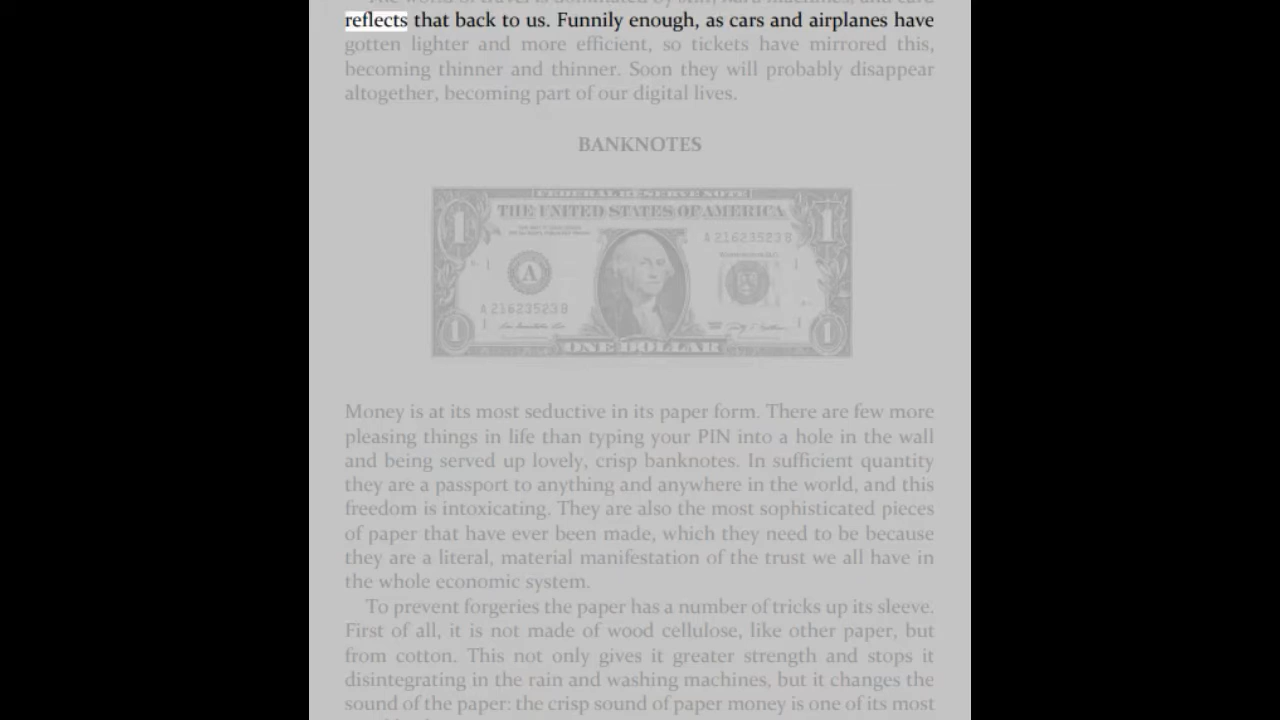 reflects that back to us. Funnily enough, as cars and airplanes have
gotten lighter and more efficient, so tickets have mirrored this,
becoming thinner and thinner. Soon they will probably disappear
altogether, becoming part of our digital lives.
BANKNOTES
FEDERAL RESERVE NOTE
THE UNITED STATES OF AMERICA
1
1
A 21623523 B
A
A 21623523 B
1
1
ONE DOLLAR
Money is at its most seductive in its paper form. There are few more
pleasing things in life than typing your PIN into a hole in the wall
and being served up lovely, crisp banknotes. In sufficient quantity
they are a passport to anything and anywhere in the world, and this
freedom is intoxicating. They are also the most sophisticated pieces
of paper that have ever been made, which they need to be because
they are a literal, material manifestation of the trust we all have in
the whole economic system.
To prevent forgeries the paper has a number of tricks up its sleeve.
First of all, it is not made of wood cellulose, like other paper, but
from cotton. This not only gives it greater strength and stops it
disintegrating in the rain and washing machines, but it changes the
sound of the paper: the crisp sound of paper money is one of its most